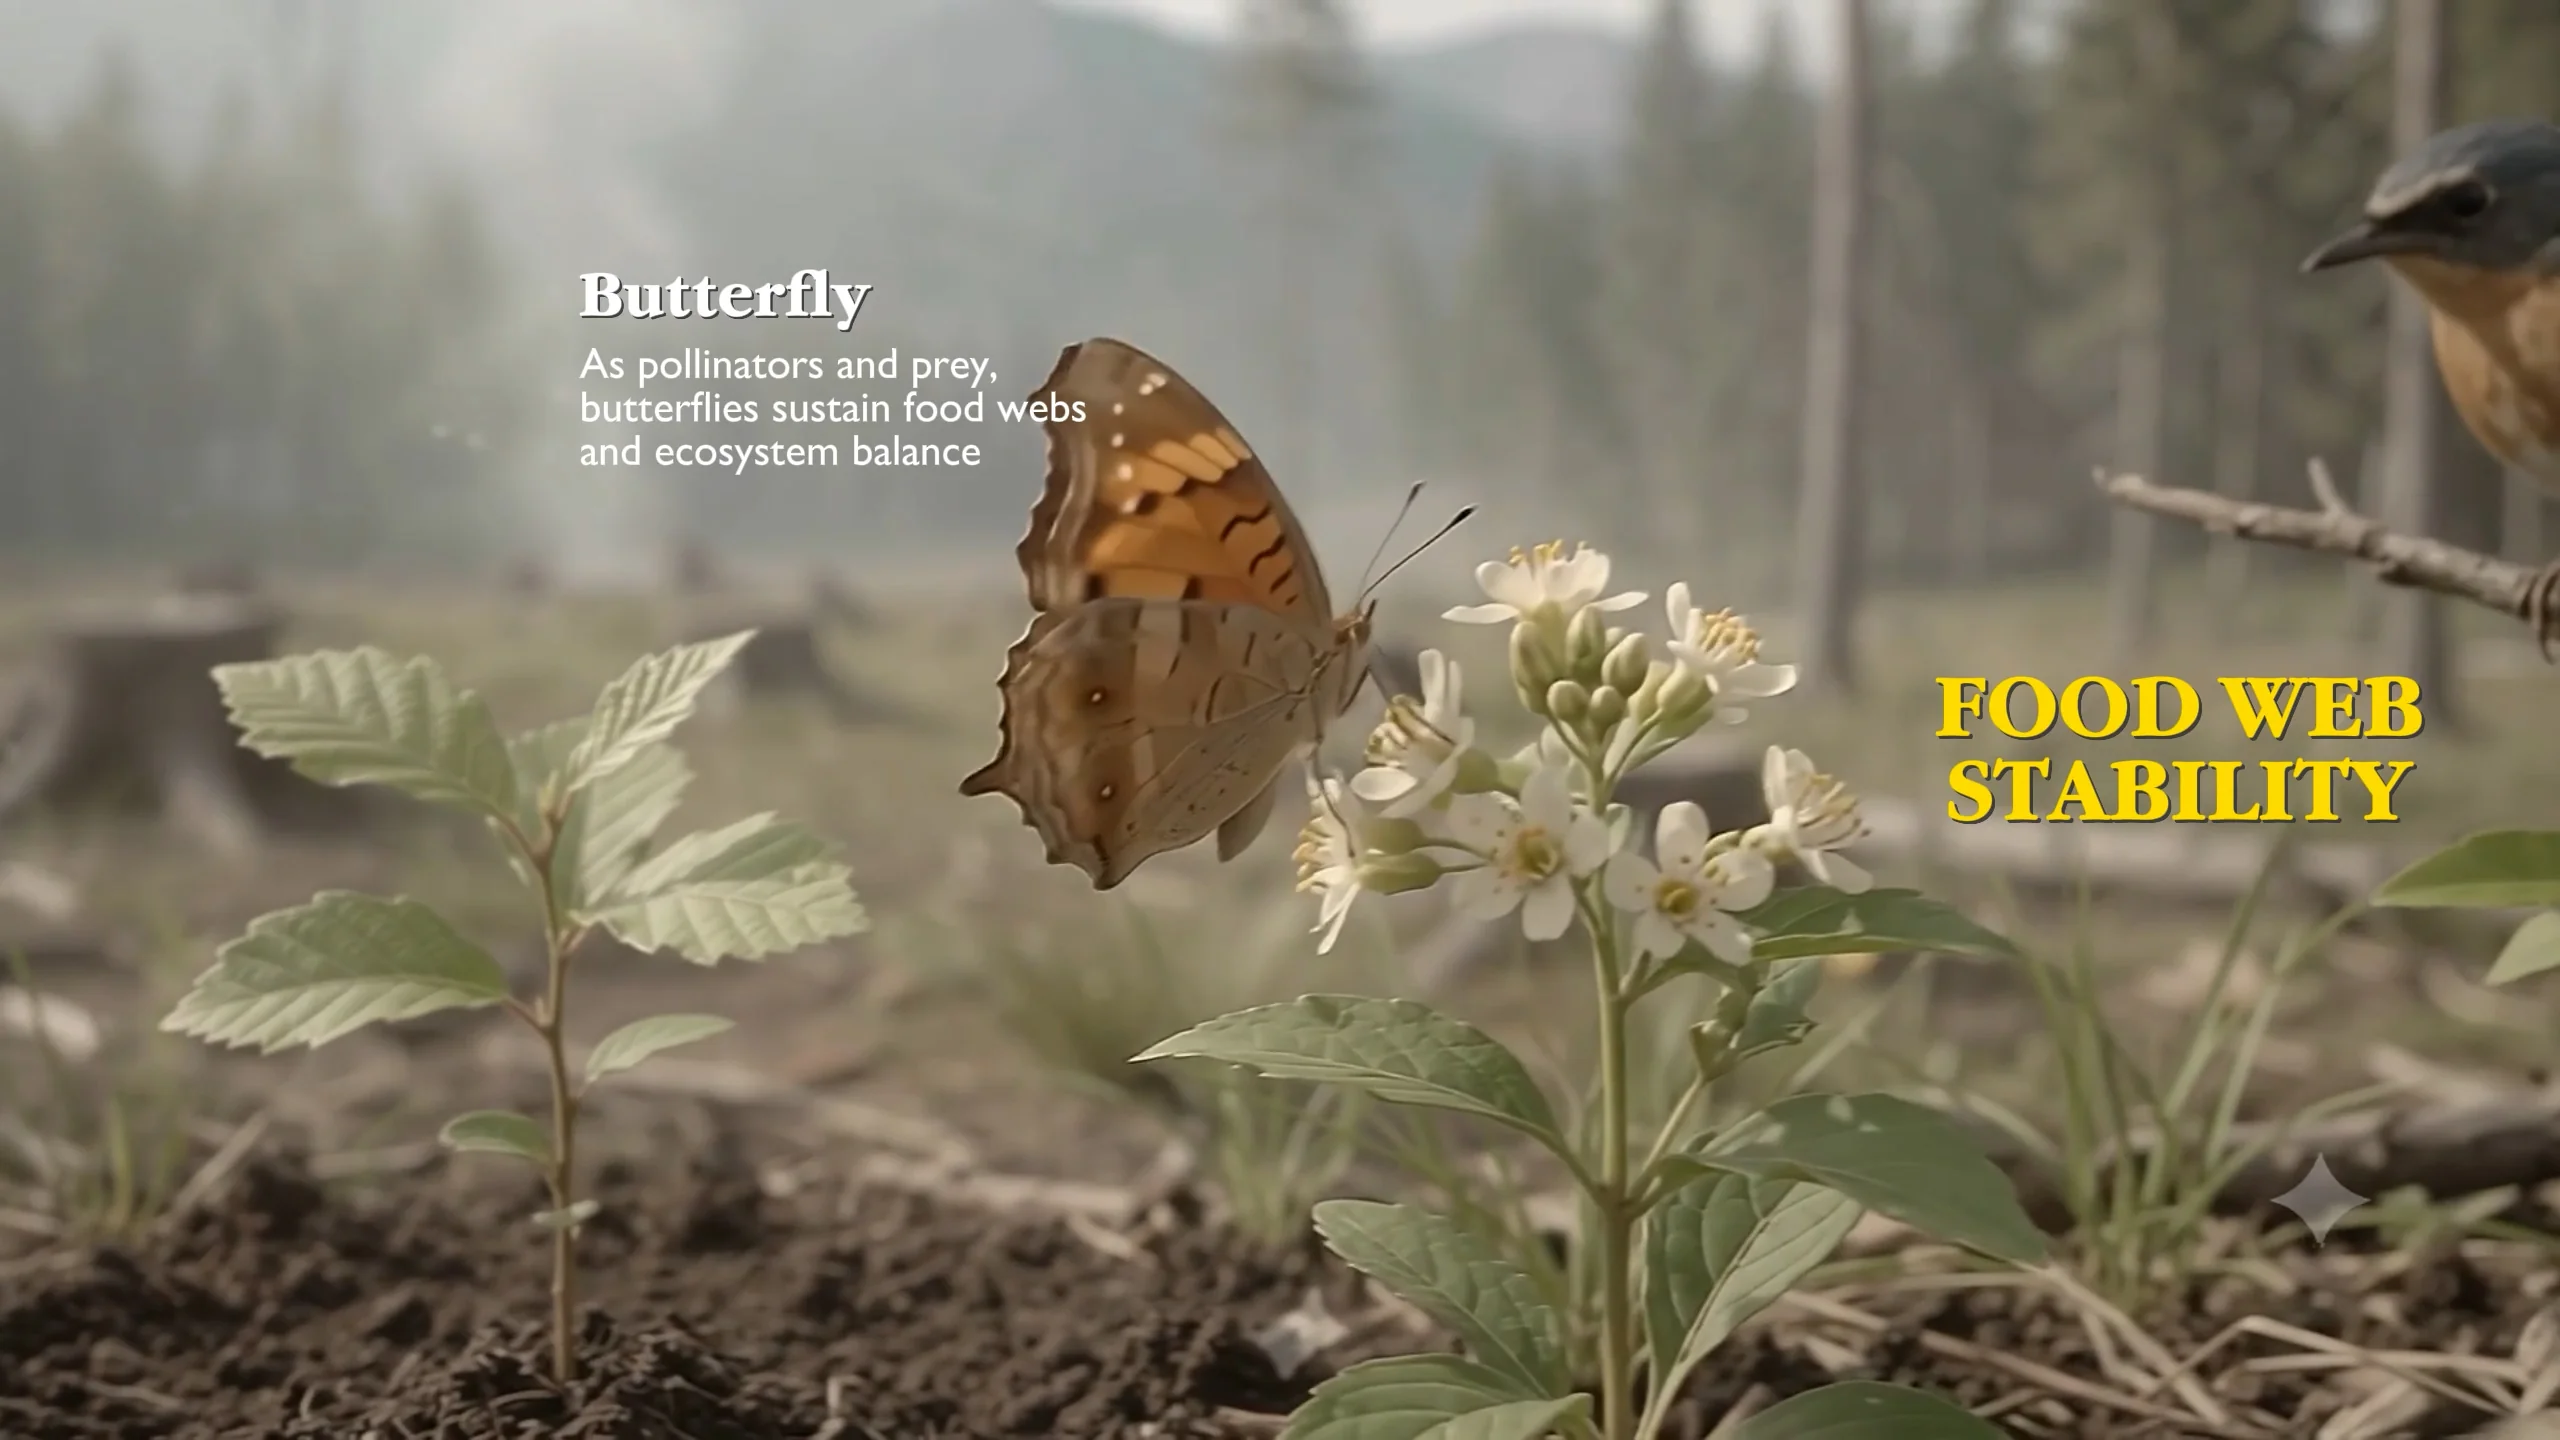 Butterfly
As pollinators and prey,
butterflies sustain food webs
and ecosystem balance
FOOD WEB
STABILITY